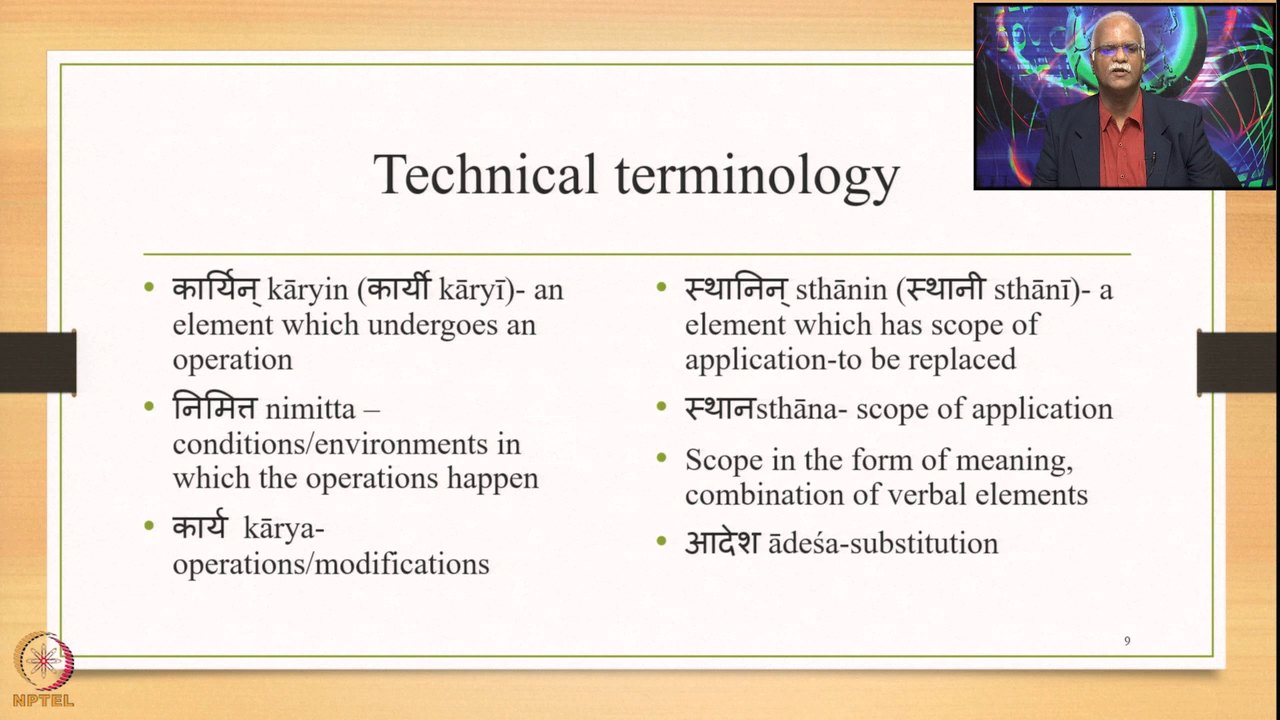 Technical terminology
• कार्यिन् kāryin (कार्यी kāryī)- an
element which undergoes an
operation
• निमित्त nimitta –
conditions/environments in
which the operations happen
• कार्य kārya-
operations/modifications
• स्थानिन् sthānin (स्थानी sthānī)- a
element which has scope of
application-to be replaced
• स्थानsthāna- scope of application
• Scope in the form of meaning,
combination of verbal elements
• आदेश ādeśa-substitution
9
NPTEL